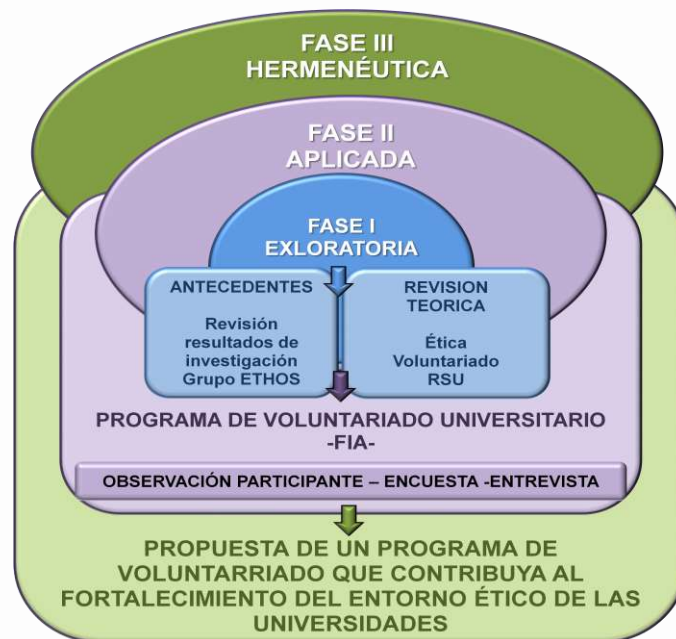 FASE III
HERMENÉUTICA
FASE II
APLICADA
FASE I
EXLORATORIA
ANTECEDENTES
Revisión
resultados de
investigación
Grupo ETHOS
REVISION
TEORICA
Ética
Voluntariado
RSU
PROGRAMA DE VOLUNTARIADO UNIVERSITARIO
-FIA-
OBSERVACIÓN PARTICIPANTE – ENCUESTA -ENTREVISTA
PROPUESTA DE UN PROGRAMA DE
VOLUNTARRIADO QUE CONTRIBUYA AL
FORTALECIMIENTO DEL ENTORNO ÉTICO DE LAS
UNIVERSIDADES